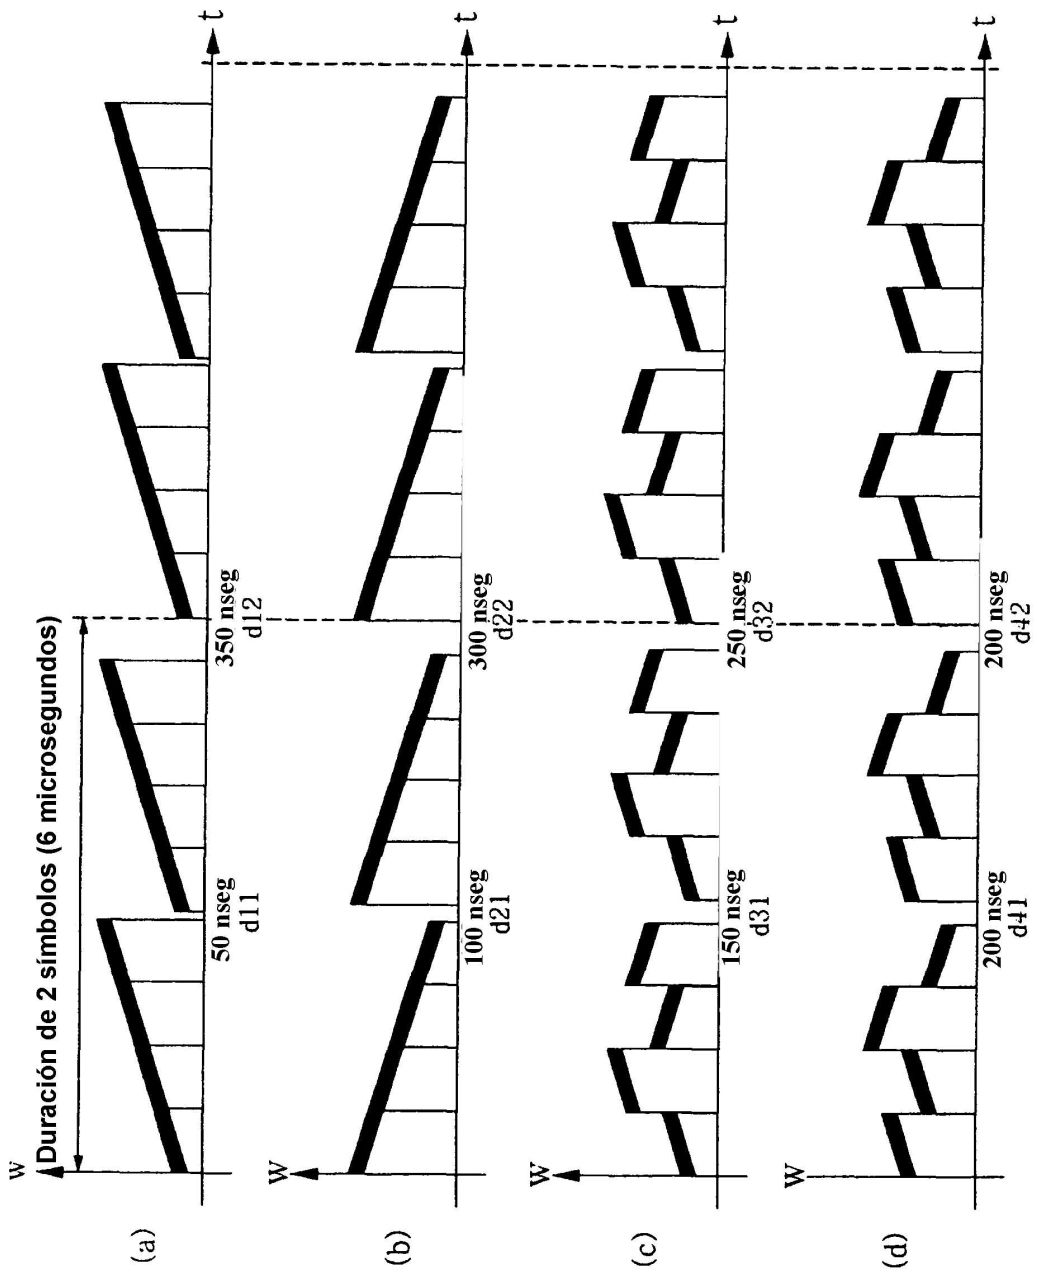 Duración de 2 símbolos (6 microsegundos)
(a)
w
50 nseg
d11
350 nseg
d12
t
(b)
w
100 nseg
d21
300 nseg
d22
t
(c)
w
150 nseg
d31
250 nseg
d32
t
(d)
w
200 nseg
d41
200 nseg
d42
t